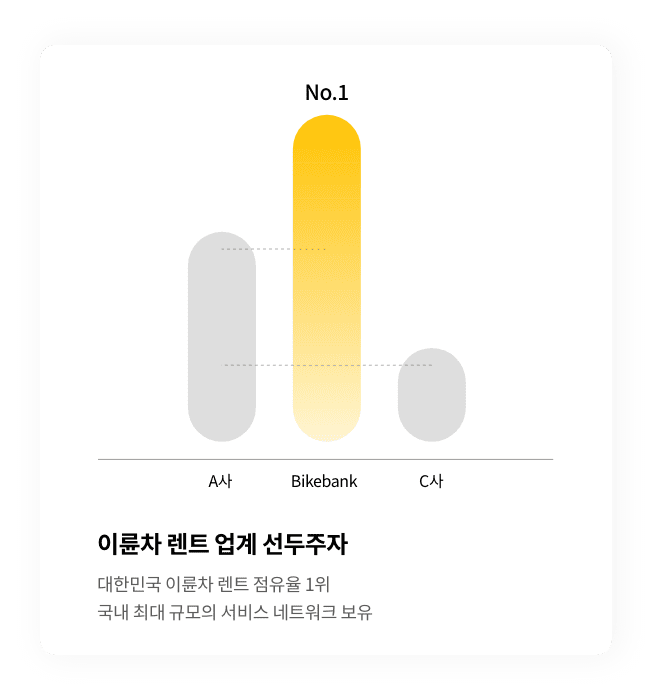 No.1
A사
Bikebank
C사
이륜차 렌트 업계 선두주자
대한민국 이륜차 렌트 점유율 1위
국내 최대 규모의 서비스 네트워크 보유